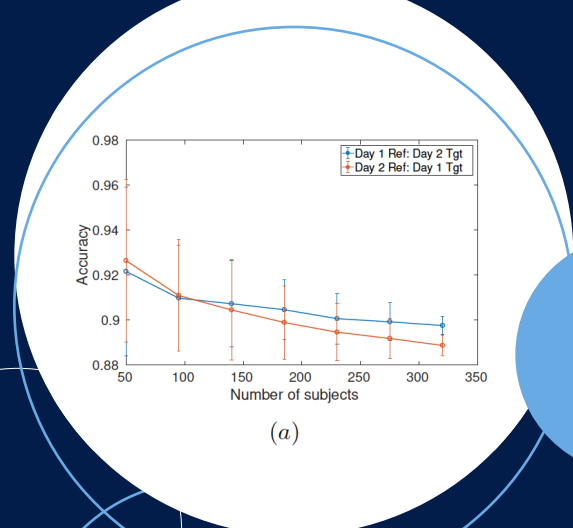 0.98
Day 1 Ref: Day 2 Tgt
Day 2 Ref: Day 1 Tgt
0.96
0.94
0.92
0.9
0.88
Accuracy
50 100 150 200 250 300 350
Number of subjects
(a)